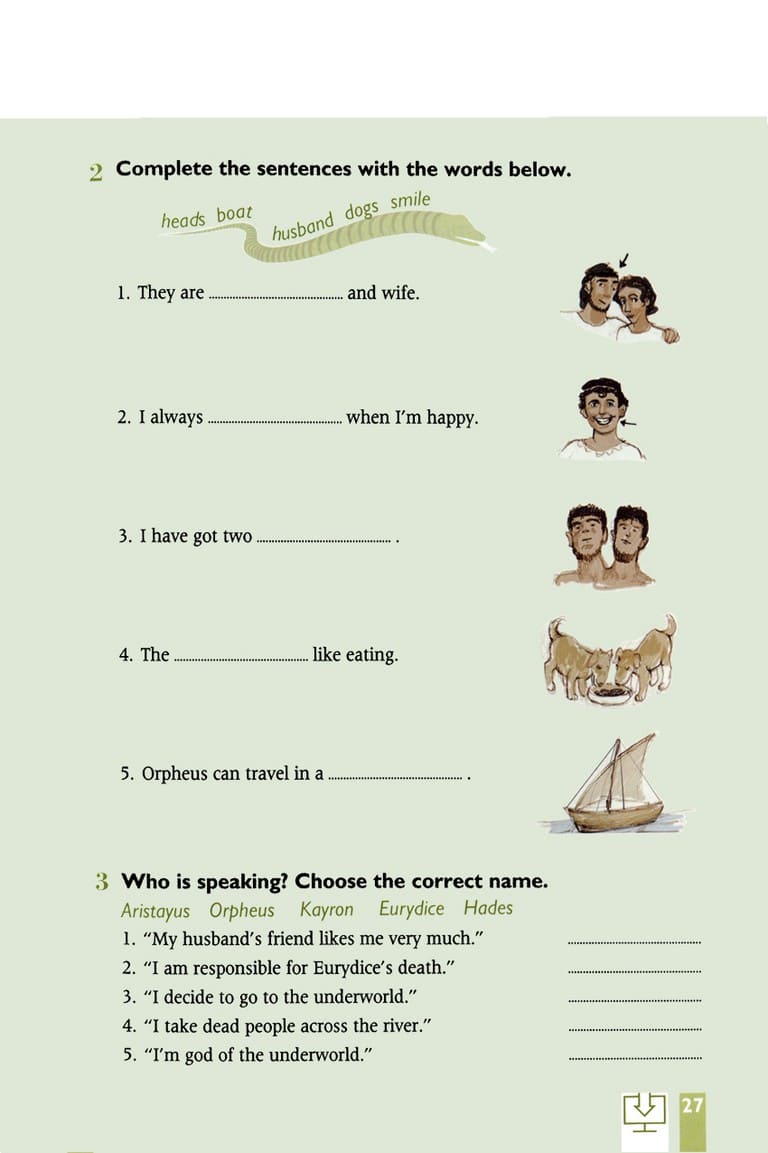 2 Complete the sentences with the words below.
heads boat husband dogs smile
1. They are ............................................ and wife.
2. I always ............................................ when I'm happy.
3. I have got two ............................................ .
4. The ............................................ like eating.
5. Orpheus can travel in a ............................................ .
3 Who is speaking? Choose the correct name.
Aristayus Orpheus Kayron Eurydice Hades
1. “My husband's friend likes me very much.” ............................................
2. “I am responsible for Eurydice's death.” ............................................
3. “I decide to go to the underworld.” ............................................
4. “I take dead people across the river.” ............................................
5. “I'm god of the underworld.” ............................................
27